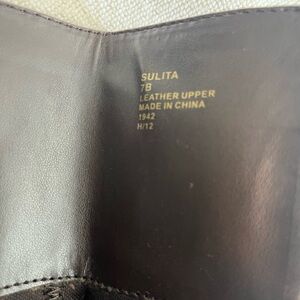 SULITA
7B
LEATHER UPPER
MADE IN CHINA
1942
H/12